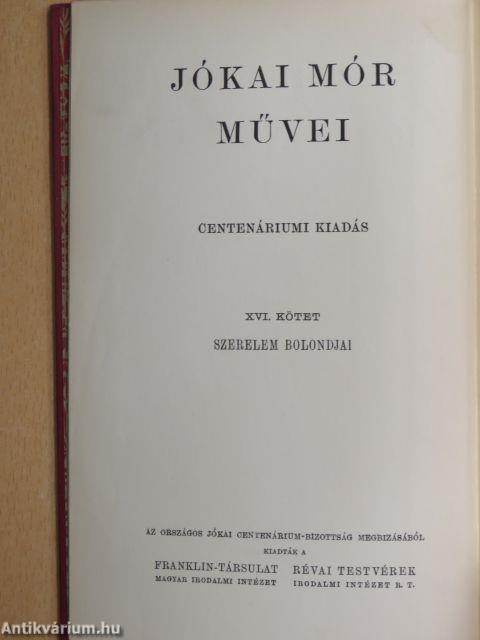 JÓKAI MÓR
MŰVEI
CENTENÁRIUMI KIADÁS
XVI. KÖTET
SZERELEM BOLONDJAI
AZ ORSZÁGOS JÓKAI CENTENÁRIUM-BIZOTTSÁG MEGBIZÁSÁBÓL
KIADTÁK A
FRANKLIN-TÁRSULAT RÉVAI TESTVÉREK
MAGYAR IRODALMI INTÉZET IRODALMI INTÉZET R. T.
Antikvárium.hu